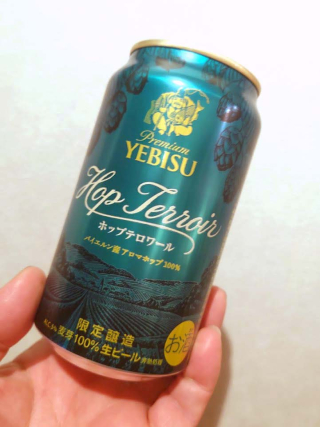 Premium
YEBISU
Hop Terroir
ホップテロワール
バイエルン産アロマホップ100%
限定醸造
麦芽100%生ビール
お酒